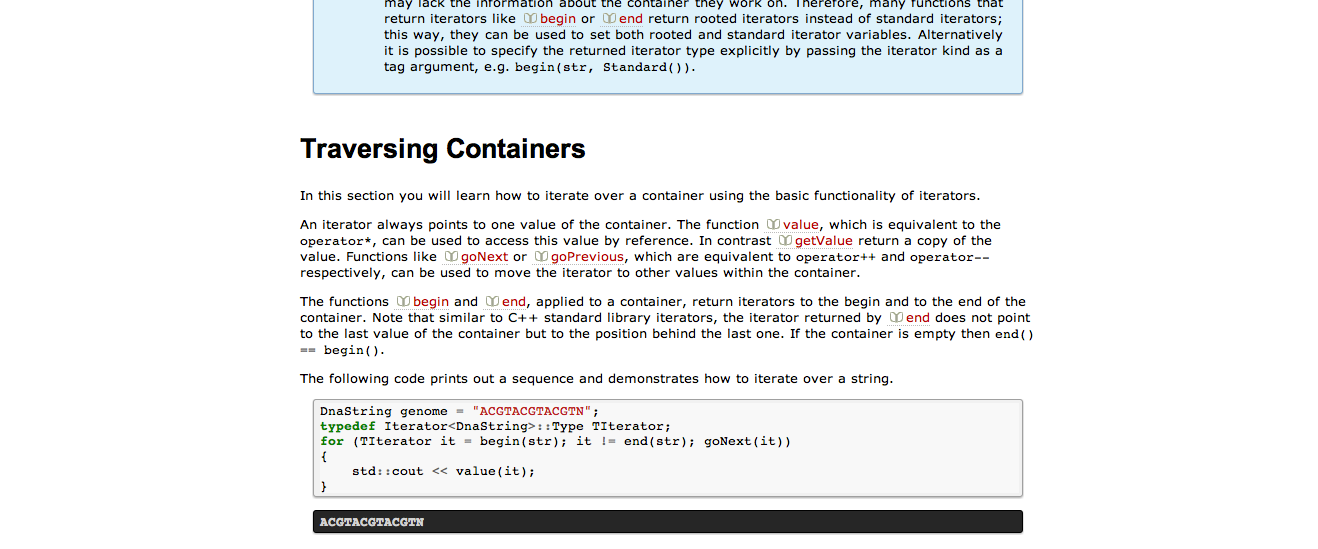 may lack the information about the container they work on. Therefore, many functions that
return iterators like begin or end return rooted iterators instead of standard iterators;
this way, they can be used to set both rooted and standard iterator variables. Alternatively
it is possible to specify the returned iterator type explicitly by passing the iterator kind as a
tag argument, e.g. begin(str, Standard()).
Traversing Containers
In this section you will learn how to iterate over a container using the basic functionality of iterators.
An iterator always points to one value of the container. The function value, which is equivalent to the
operator*, can be used to access this value by reference. In contrast getValue return a copy of the
value. Functions like goNext or goPrevious, which are equivalent to operator++ and operator--
respectively, can be used to move the iterator to other values within the container.
The functions begin and end, applied to a container, return iterators to the begin and to the end of the
container. Note that similar to C++ standard library iterators, the iterator returned by end does not point
to the last value of the container but to the position behind the last one. If the container is empty then end()
== begin().
The following code prints out a sequence and demonstrates how to iterate over a string.
DnaString genome = "ACGTACGTACGTN";
typedef Iterator<DnaString>::Type TIterator;
for (TIterator it = begin(str); it != end(str); goNext(it))
{
    std::cout << value(it);
}
ACGTACGTACGTN